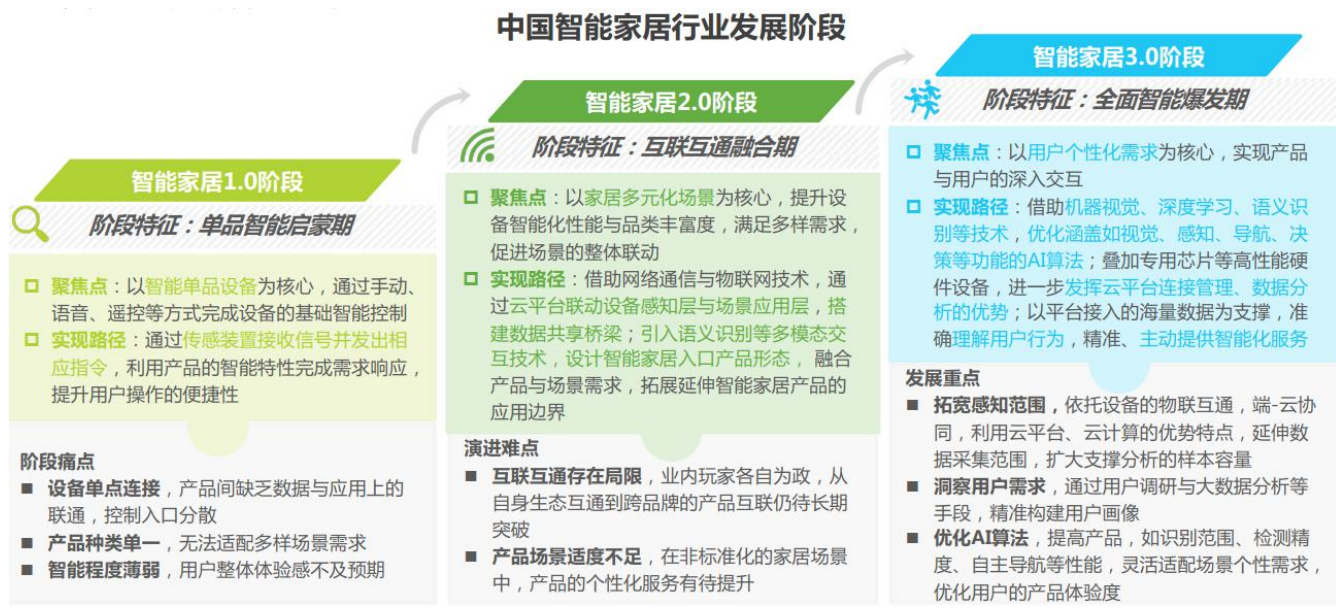 中国智能家居行业发展阶段
智能家居1.0阶段
阶段特征：单品智能启蒙期
聚焦点：以智能单品设备为核心，通过手动、
语音、遥控等方式完成设备的基础智能控制
实现路径：通过传感装置接收信号并发出相
应指令，利用产品的智能特性完成需求响应，
提升用户操作的便捷性
阶段痛点
设备单点连接，产品间缺乏数据与应用上的
联通，控制入口分散
产品种类单一，无法适配多样场景需求
智能程度薄弱，用户整体体验感不及预期
智能家居2.0阶段
阶段特征：互联互通融合期
聚焦点：以家居多元化场景为核心，提升设
备智能化性能与品类丰富度，满足多样需求，
促进场景的整体联动
实现路径：借助网络通信与物联网技术，通
过云平台联动设备感知层与场景应用层，搭
建数据共享桥梁；引入语义识别等多模态交
互技术，设计智能家居入口产品形态，融合
产品与场景需求，拓展延伸智能家居产品的
应用边界
演进难点
互联互通存在局限，业内玩家各自为政，从
自身生态互通到跨品牌的产品互联仍待长期
突破
产品场景适度不足，在非标准化的家居场景
中，产品的个性化服务有待提升
智能家居3.0阶段
阶段特征：全面智能爆发期
聚焦点：以用户个性化需求为核心，实现产品
与用户的深入交互
实现路径：借助机器视觉、深度学习、语义识
别等技术，优化涵盖如视觉、感知、导航、决
策等功能的AI算法；叠加专用芯片等高性能硬
件设备，进一步发挥云平台连接管理、数据分
析的优势；以平台接入的海量数据为支撑，准
确理解用户行为，精准、主动提供智能化服务
发展重点
拓宽感知范围，依托设备的物联互通，端-云协
同，利用云平台、云计算的优势特点，延伸数
据采集范围，扩大支撑分析的样本容量
洞察用户需求，通过用户调研与大数据分析等
手段，精准构建用户画像
优化AI算法，提高产品，如识别范围、检测精
度、自主导航等性能，灵活适配场景个性需求，
优化用户的产品体验度